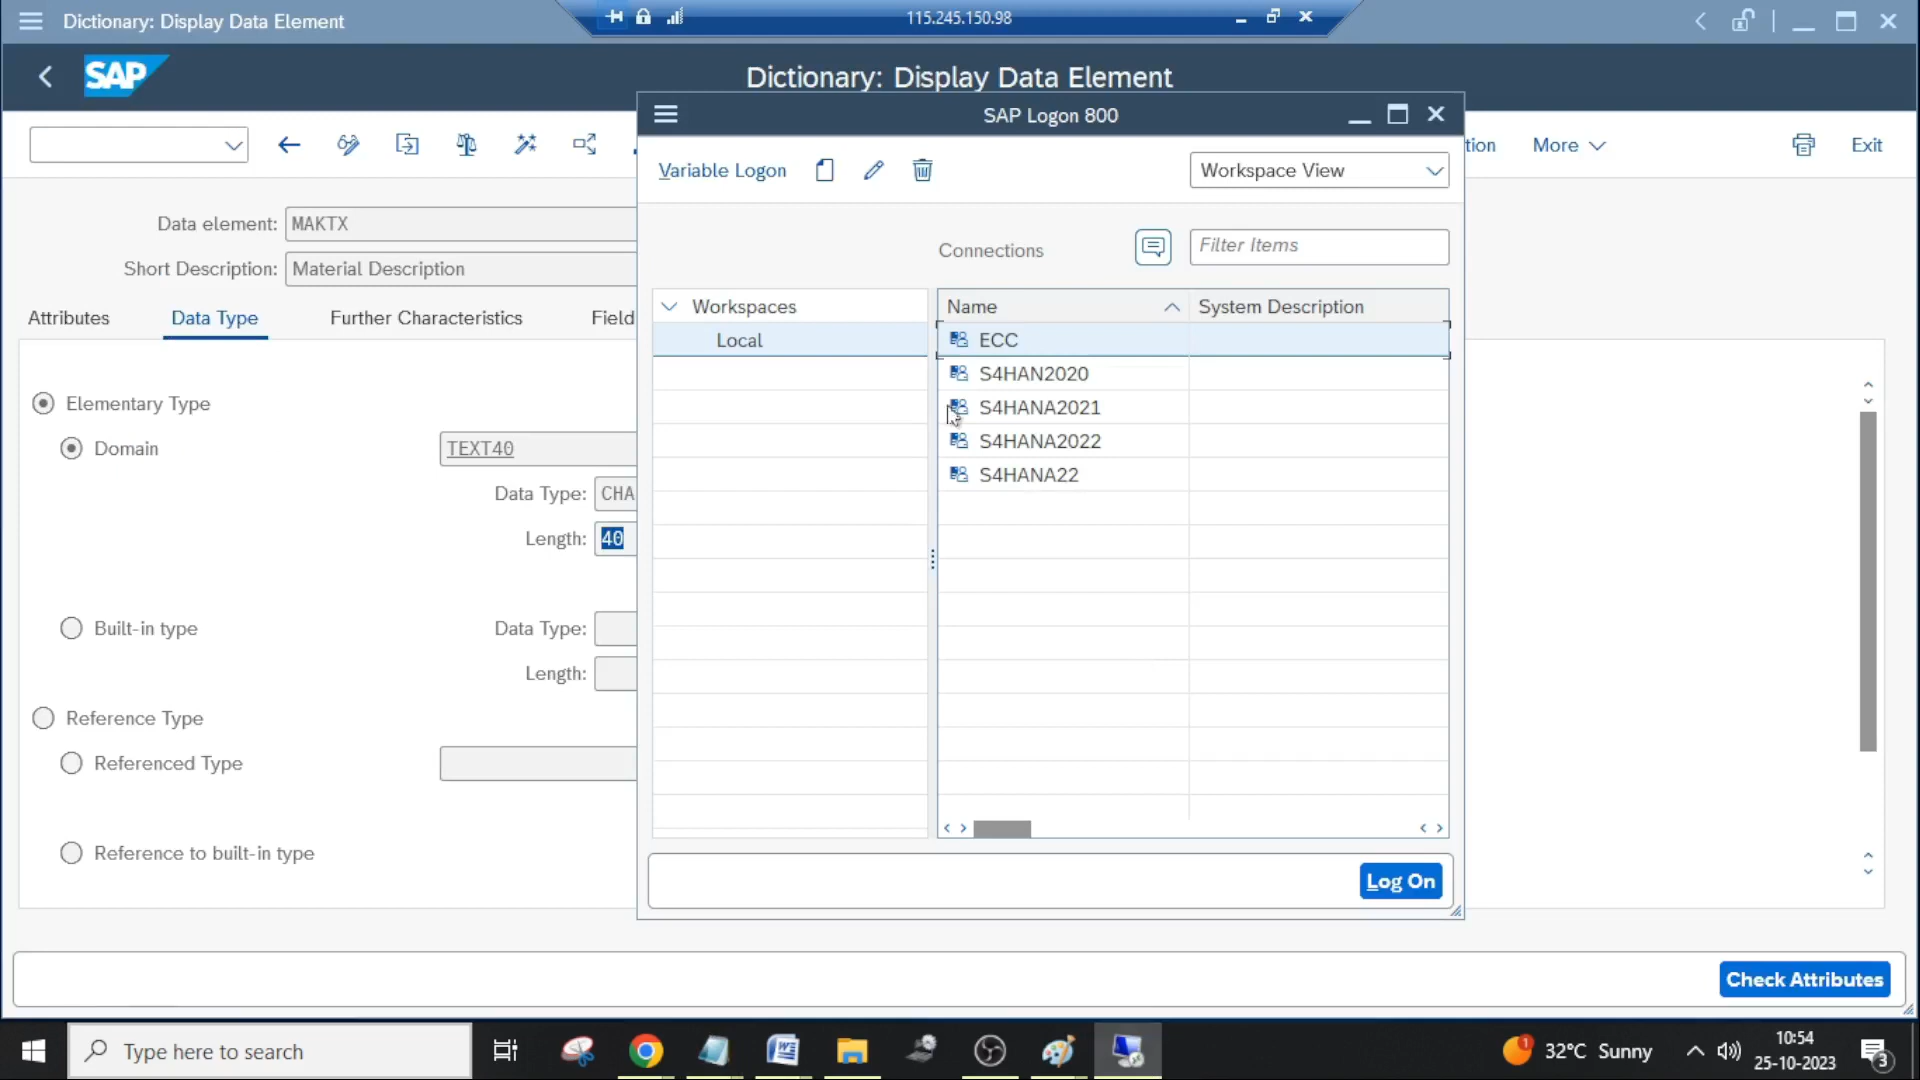 Dictionary: Display Data Element
115.245.150.98
SAP
Dictionary: Display Data Element
SAP Logon 800
tion
More
Exit
Variable Logon
Workspace View
Data element:
MAKTX
Short Description:
Material Description
Connections
Filter Items
Attributes
Data Type
Further Characteristics
Field
Workspaces
Name
System Description
Local
ECC
S4HAN2020
S4HANA2021
S4HANA2022
S4HANA22
Elementary Type
Domain
TEXT40
Data Type:
CHA
Length:
40
Built-in type
Data Type:
Length:
Reference Type
Referenced Type
Reference to built-in type
Log On
Check Attributes
Type here to search
1
32°C Sunny
10:54
25-10-2023
3